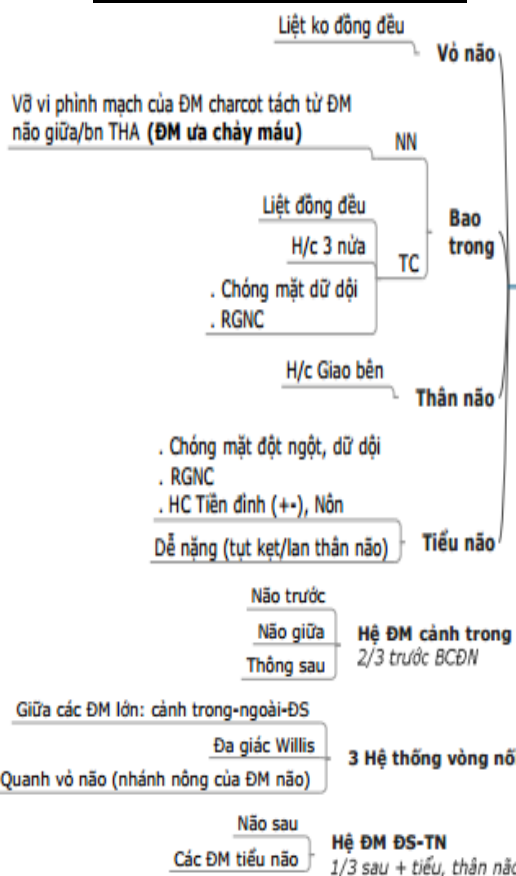 Liệt ko đồng đều
Vỏ não
Vỡ vi phình mạch của ĐM charcot tách từ ĐM
não giữa/bn THA (ĐM ưa chảy máu)
NN
Liệt đồng đều
H/c 3 nửa
. Chóng mặt dữ dội
. RGNC
TC
Bao
trong
H/c Giao bên
Thân não
. Chóng mặt đột ngột, dữ dội
. RGNC
. HC Tiền đình (+-), Nôn
Dễ nặng (tụt kẹt/lan thân não)
Tiểu não
Não trước
Não giữa
Thông sau
Hệ ĐM cảnh trong
2/3 trước BCĐN
Giữa các ĐM lớn: cảnh trong-ngoài-ĐS
Đa giác Willis
Quanh vỏ não (nhánh nông của ĐM não)
3 Hệ thống vòng nối
Não sau
Các ĐM tiểu não
Hệ ĐM ĐS-TN
1/3 sau + tiểu, thân não